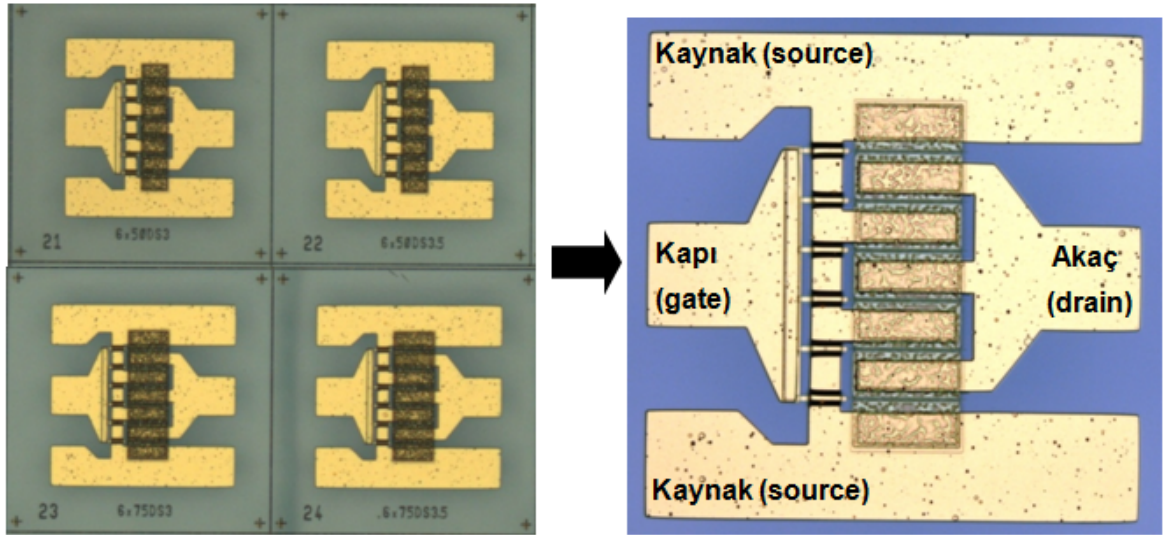 21
6x50DS3
22
6x50DS3.5
23
6x75DS3
24
6x75DS3.5
Kaynak (source)
Kapı
(gate)
Akaç
(drain)
Kaynak (source)